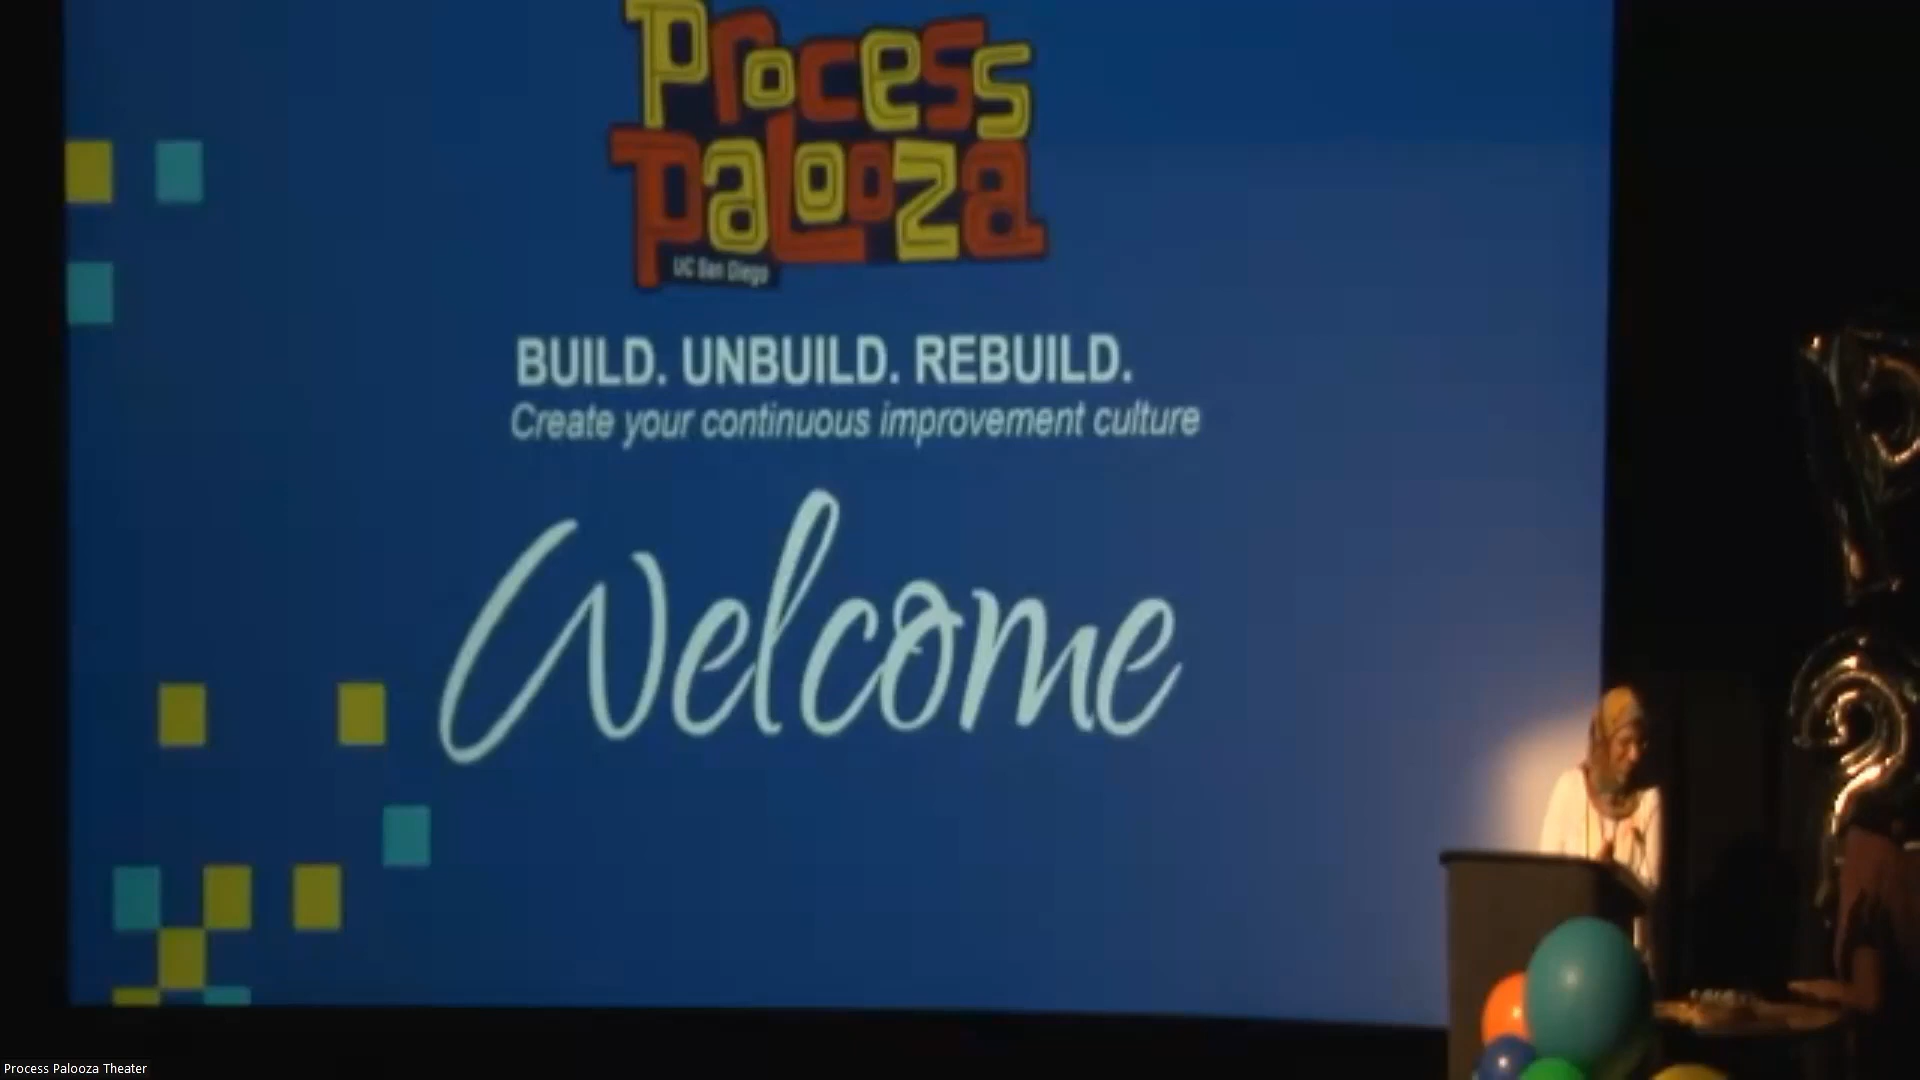 Process
Palooza
UC San Diego
BUILD. UNBUILD. REBUILD.
Create your continuous improvement culture
Welcome
Process Palooza Theater